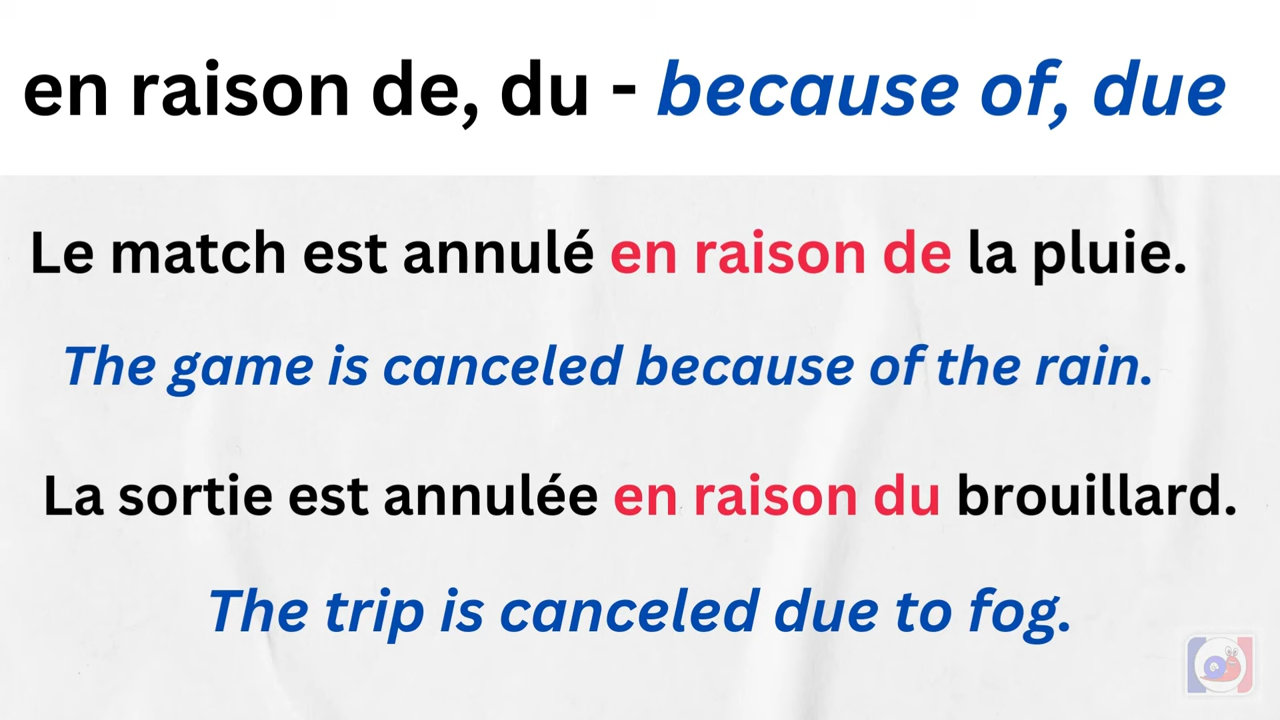 en raison de, du - because of, due
Le match est annulé en raison de la pluie.
The game is canceled because of the rain.
La sortie est annulée en raison du brouillard.
The trip is canceled due to fog.